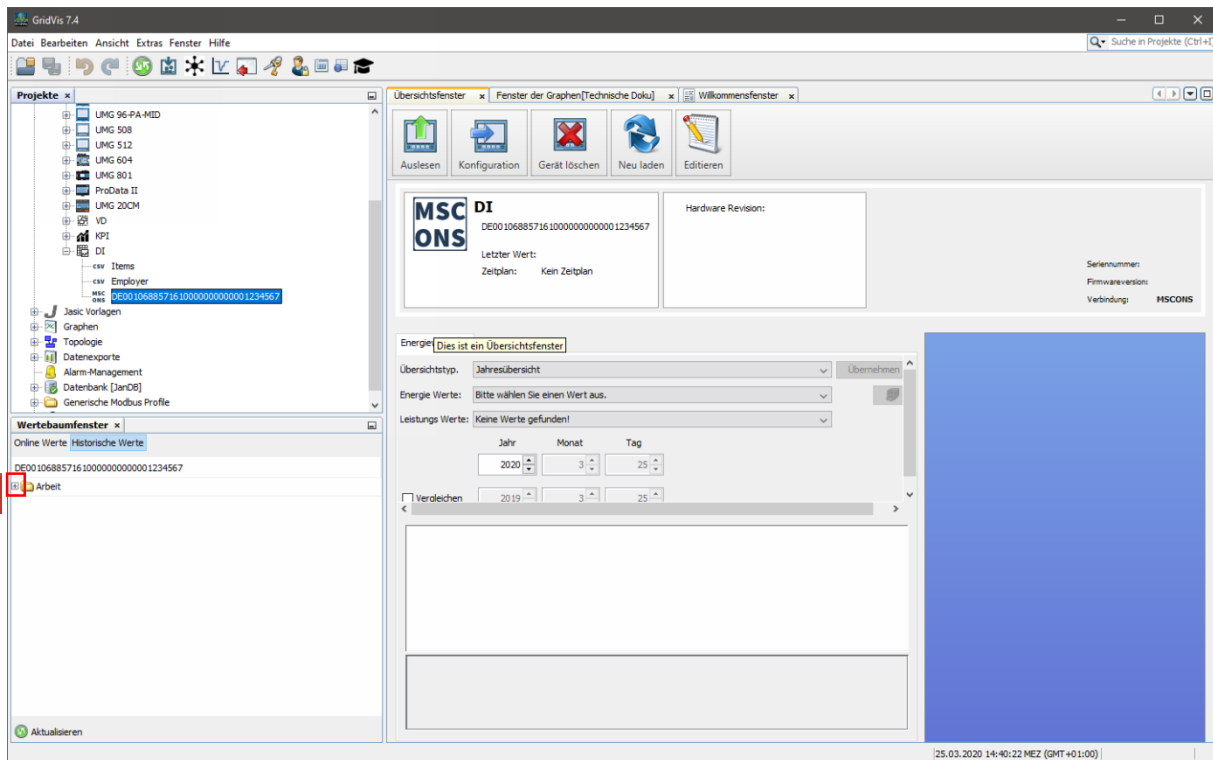 GridVis 7.4
Datei Bearbeiten Ansicht Extras Fenster Hilfe
Suche in Projekte (Ctrl+I)
Projekte
UMG 96-PA-MID
UMG 508
UMG 512
UMG 604
UMG 801
ProData II
UMG 20CM
VD
KPI
DI
csv Items
csv Employer
MSC ONS DE0010688571610000000000001234567
Jasic Vorlagen
Graphen
Topologie
Datenexporte
Alarm-Management
Datenbank [JanDB]
Generische Modbus Profile
Wertebaumfenster
Online Werte Historische Werte
DE0010688571610000000000001234567
Arbeit
Aktualisieren
Übersichtsfenster Fenster der Graphen[Technische Doku] Willkommensfenster
Auslesen Konfiguration Gerät löschen Neu laden Editieren
MSC ONS
DI
DE0010688571610000000000001234567
Letzter Wert:
Zeitplan: Kein Zeitplan
Hardware Revision:
Seriennummer:
Firmwareversion:
Verbindung: MSCONS
Energie
Dies ist ein Übersichtsfenster
Übersichtstyp. Jahresübersicht Übernehmen
Energie Werte: Bitte wählen Sie einen Wert aus.
Leistungs Werte: Keine Werte gefunden!
Jahr Monat Tag
2020 3 25
Vergleichen 2019 3 25
25.03.2020 14:40:22 MEZ (GMT+01:00)